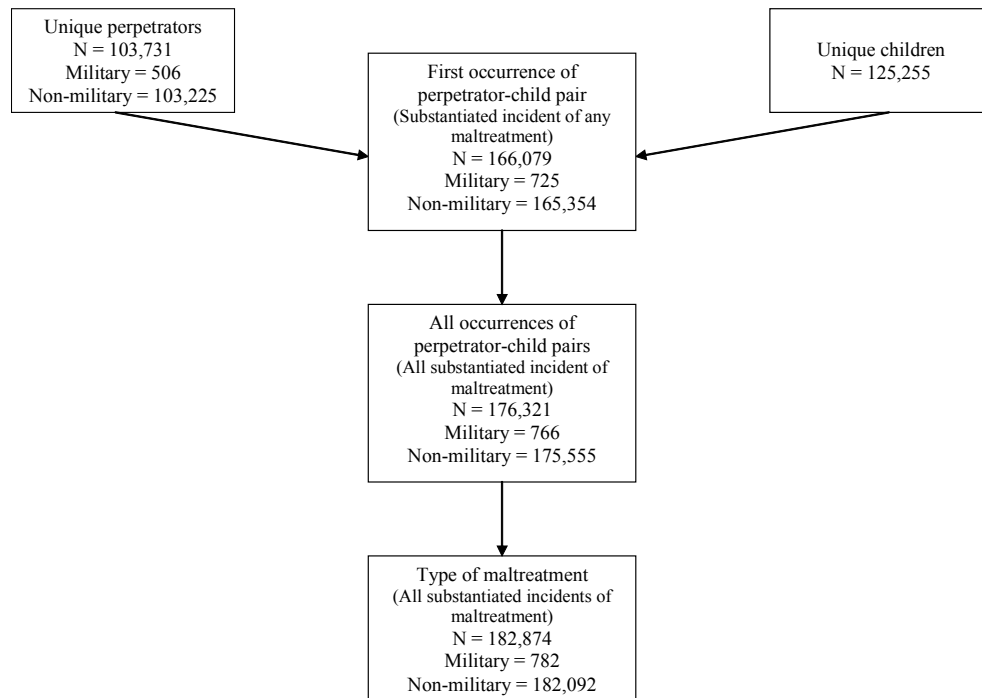 Unique perpetrators
N = 103,731
Military = 506
Non-military = 103,225
Unique children
N = 125,255
First occurrence of
perpetrator-child pair
(Substantiated incident of any
maltreatment)
N = 166,079
Military = 725
Non-military = 165,354
All occurrences of
perpetrator-child pairs
(All substantiated incident of
maltreatment)
N = 176,321
Military = 766
Non-military = 175,555
Type of maltreatment
(All substantiated incidents of
maltreatment)
N = 182,874
Military = 782
Non-military = 182,092